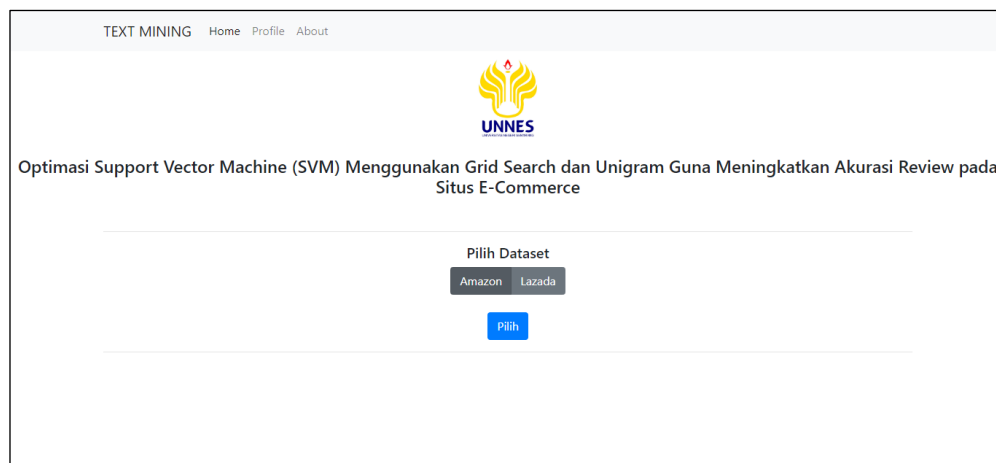 TEXT MINING Home Profile About
UNNES
Optimasi Support Vector Machine (SVM) Menggunakan Grid Search dan Unigram Guna Meningkatkan Akurasi Review pada
Situs E-Commerce
Pilih Dataset
Amazon Lazada
Pilih